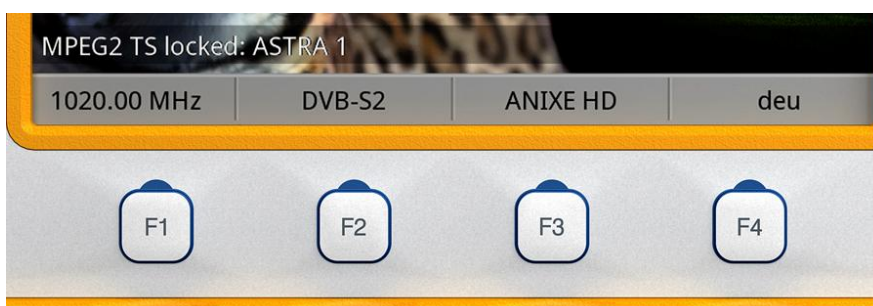 MPEG2 TS locked: ASTRA 1
1020.00 MHz DVB-S2 ANIXE HD deu
F1 F2 F3 F4